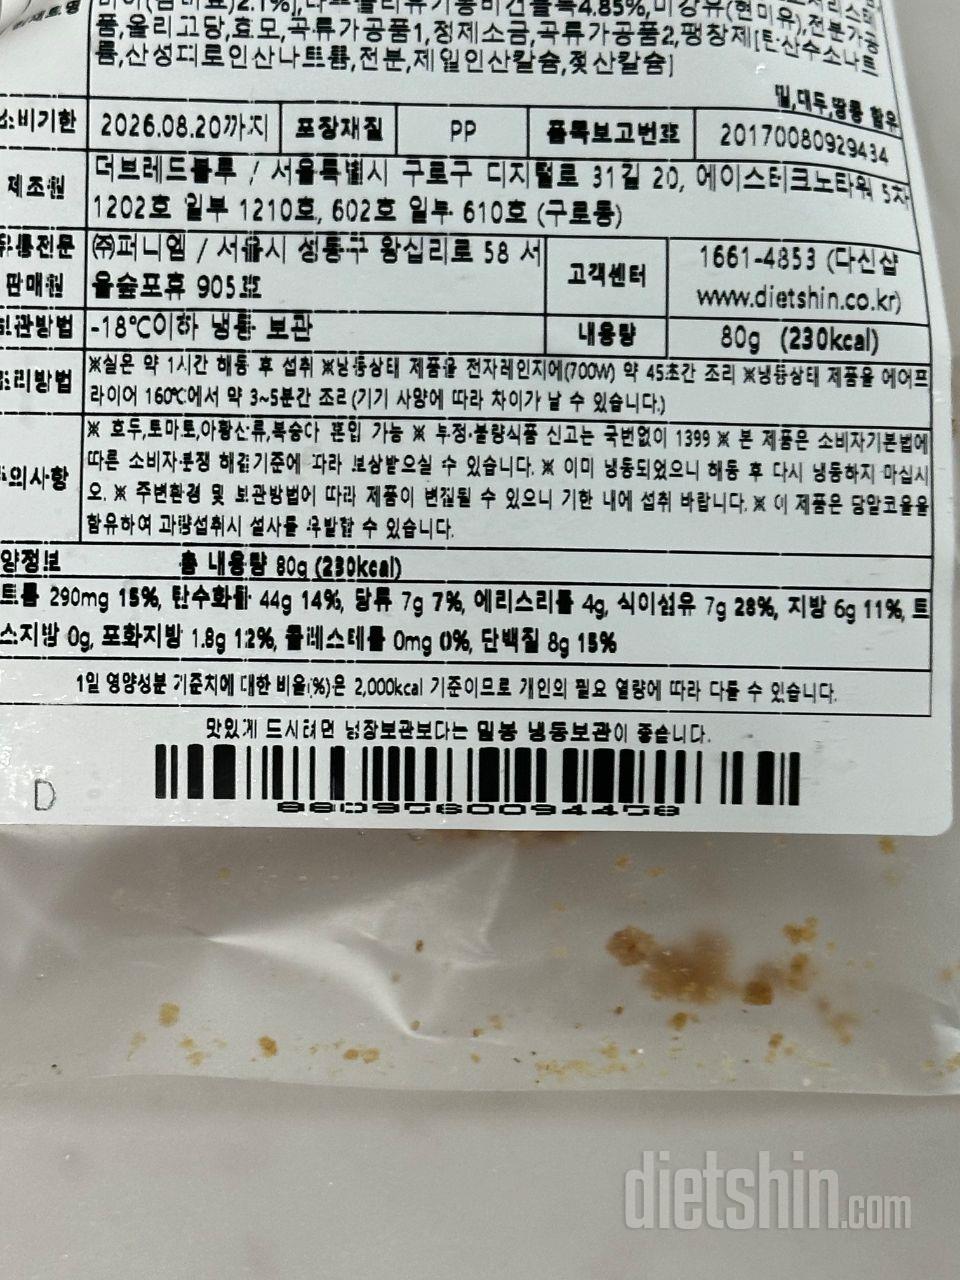 품,올리고당,효모,곡류가공품1,정제소금,곡류가공품2,팽창제[탄산수소나트
륨,산성피로인산나트륨,전분,제일인산칼슘,젖산칼슘]
밀,대두,땅콩 함유
소비기한 2026.08.20까지 포장재질 PP 품목보고번호 20170080929434
제조원 더브레드블루 / 서울특별시 구로구 디지털로 31길 20, 에이스테크노타워 5차
1202호 일부 1210호, 602호 일부 610호 (구로동)
유통전문 ㈜퍼니엠 / 서울시 성동구 왕십리로 58 서
판매원 울숲포휴 905호
고객센터 1661-4853 (다신샵
www.dietshin.co.kr)
보관방법 -18℃이하 냉동 보관 내용량 80g (230kcal)
조리방법 ※실온 약 1시간 해동 후 섭취 ※냉동상태 제품을 전자레인지에(700W) 약 45초간 조리 ※냉동상태 제품을 에어프
라이어 160℃에서 약 3~5분간 조리 (기기 사양에 따라 차이가 날 수 있습니다.)
주의사항 ※ 호두,토마토,아황산류,복숭아 혼입 가능 ※ 부정·불량식품 신고는 국번없이 1399 ※ 본 제품은 소비자기본법에
따른 소비자분쟁 해결기준에 따라 보상받으실 수 있습니다. ※ 이미 냉동되었으니 해동 후 다시 냉동하지 마십시
오. ※ 주변환경 및 보관방법에 따라 제품이 변질될 수 있으니 기한 내에 섭취 바랍니다. ※ 이 제품은 당알코올을
함유하여 과량섭취시 설사를 유발할 수 있습니다.
양정보 총 내용량 80g (230kcal)
트륨 290mg 15%, 탄수화물 44g 14%, 당류 7g 7%, 에리스리톨 4g, 식이섬유 7g 28%, 지방 6g 11%, 트
스지방 0g, 포화지방 1.8g 12%, 콜레스테롤 0mg 0%, 단백질 8g 15%
1일 영양성분 기준치에 대한 비율(%)은 2,000kcal 기준이므로 개인의 필요 열량에 따라 다를 수 있습니다.
맛있게 드시려면 냉장보관보다는 밀봉 냉동보관이 좋습니다.
8809560094458
D
dietshin.com